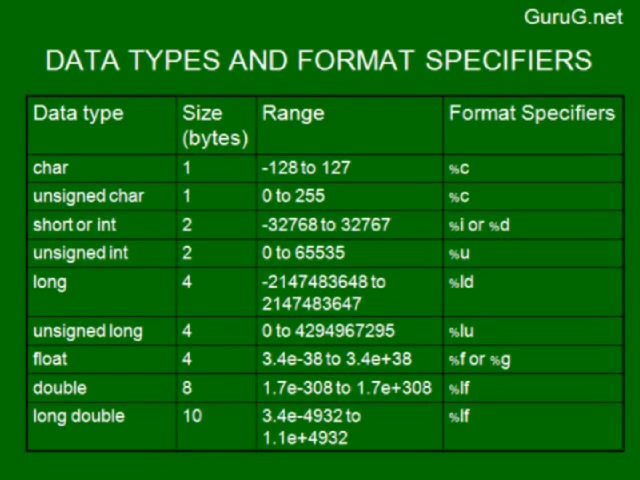 GuruG.net
DATA TYPES AND FORMAT SPECIFIERS
Data type Size (bytes) Range Format Specifiers
char 1 -128 to 127 %c
unsigned char 1 0 to 255 %c
short or int 2 -32768 to 32767 %i or %d
unsigned int 2 0 to 65535 %u
long 4 -2147483648 to 2147483647 %ld
unsigned long 4 0 to 4294967295 %lu
float 4 3.4e-38 to 3.4e+38 %f or %g
double 8 1.7e-308 to 1.7e+308 %lf
long double 10 3.4e-4932 to 1.1e+4932 %lf